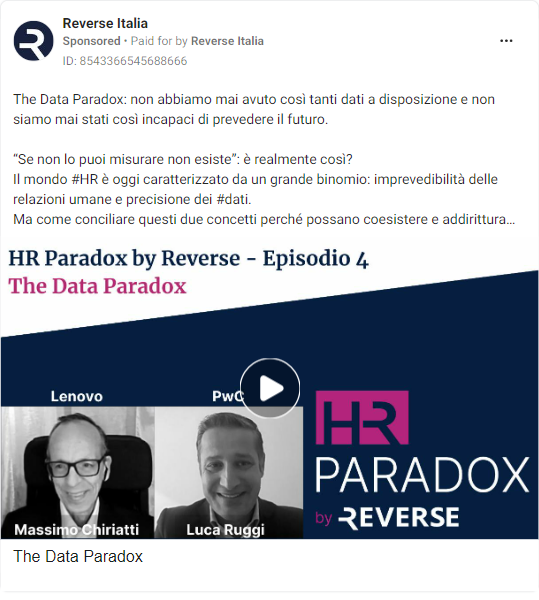 Reverse Italia
Sponsored • Paid for by Reverse Italia
ID: 8543366545688666
The Data Paradox: non abbiamo mai avuto così tanti dati a disposizione e non
siamo mai stati così incapaci di prevedere il futuro.
“Se non lo puoi misurare non esiste”: è realmente così?
Il mondo #HR è oggi caratterizzato da un grande binomio: imprevedibilità delle
relazioni umane e precisione dei #dati.
Ma come conciliare questi due concetti perché possano coesistere e addirittura...
HR Paradox by Reverse - Episodio 4
The Data Paradox
Lenovo
PwC
Massimo Chiriatti
Luca Ruggi
HR
PARADOX
by REVERSE
The Data Paradox